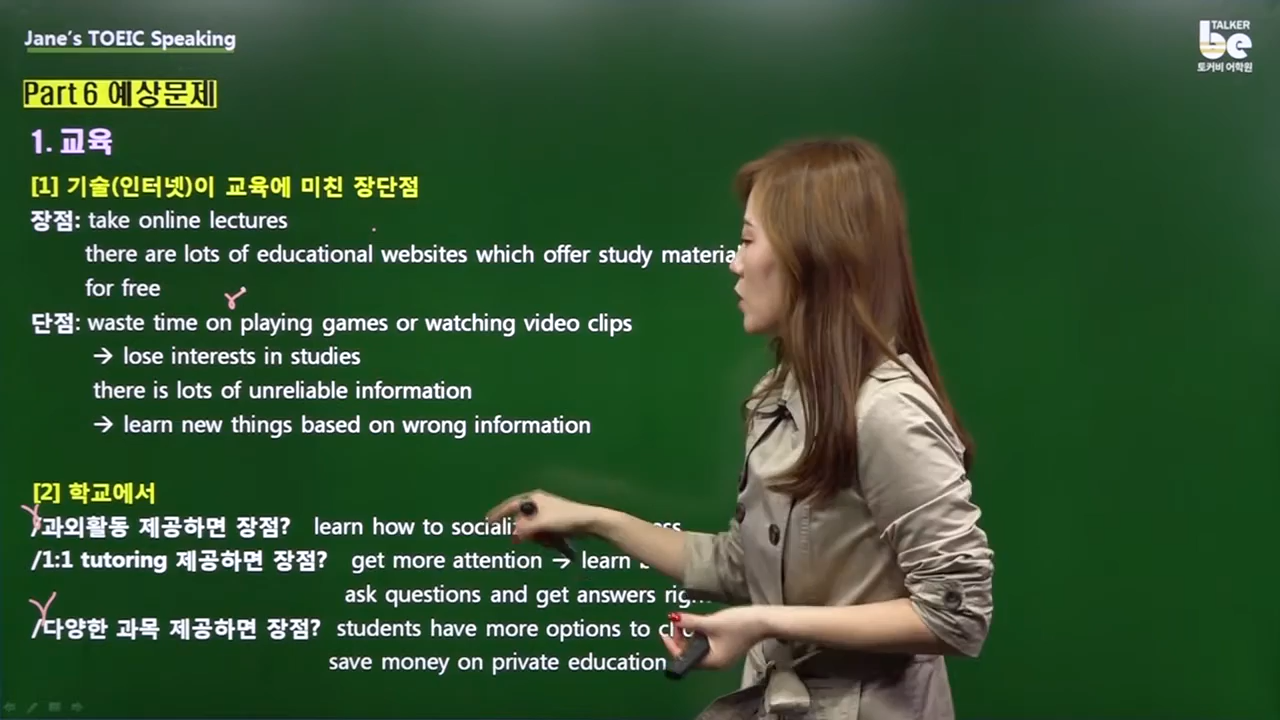 Jane's TOEIC Speaking
TALKER
be
토커비 어학원
Part 6 예상문제
1. 교육
[1] 기술(인터넷)이 교육에 미친 장단점
장점: take online lectures
there are lots of educational websites which offer study
for free
단점: waste time on playing games or watching video clips
→ lose interests in studies
there is lots of unreliable information
→ learn new things based on wrong information
[2] 학교에서
/과외활동 제공하면 장점? learn how to
/1:1 tutoring 제공하면 장점? get more attention → learn
ask questions and get answers
/다양한 과목 제공하면 장점? students have more options to
save money on private education